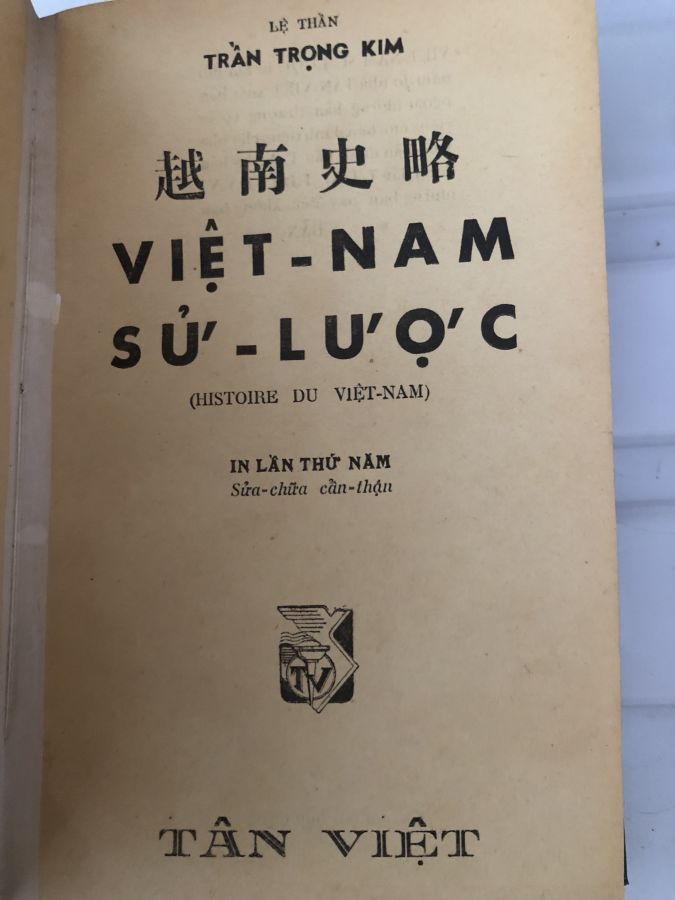 LỆ THẦN
TRẦN TRỌNG KIM
越南史略
VIỆT-NAM
SỬ-LƯỢC
(HISTOIRE DU VIỆT-NAM)
IN LẦN THỨ NĂM
Sửa-chữa cẩn-thận
TV
TÂN VIỆT